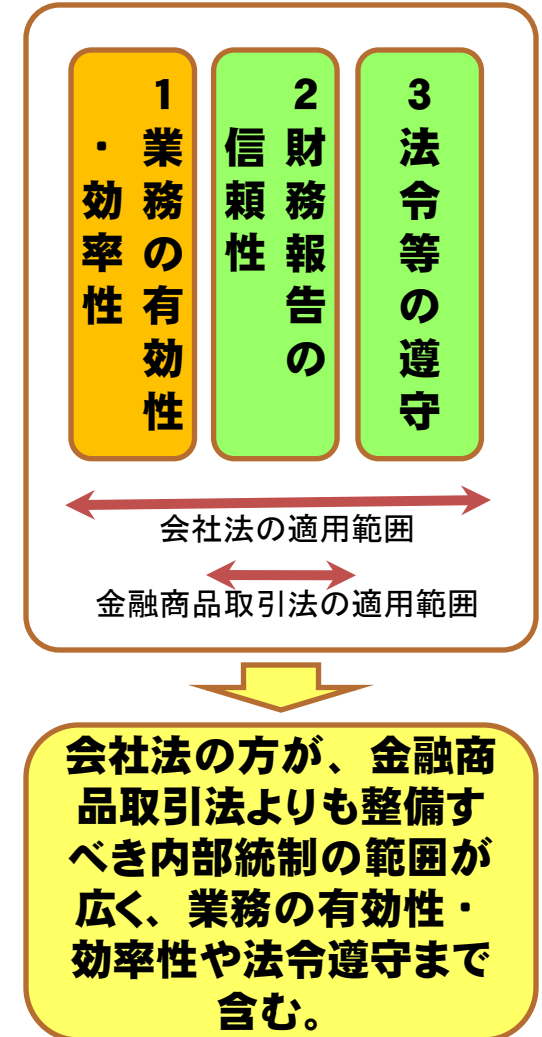 1業務の有効性
・効率性
2財務報告の
信頼性
3法令等の遵守
会社法の適用範囲
金融商品取引法の適用範囲
会社法の方が、金融商
品取引法よりも整備す
べき内部統制の範囲が
広く、業務の有効性・
効率性や法令遵守まで
含む。